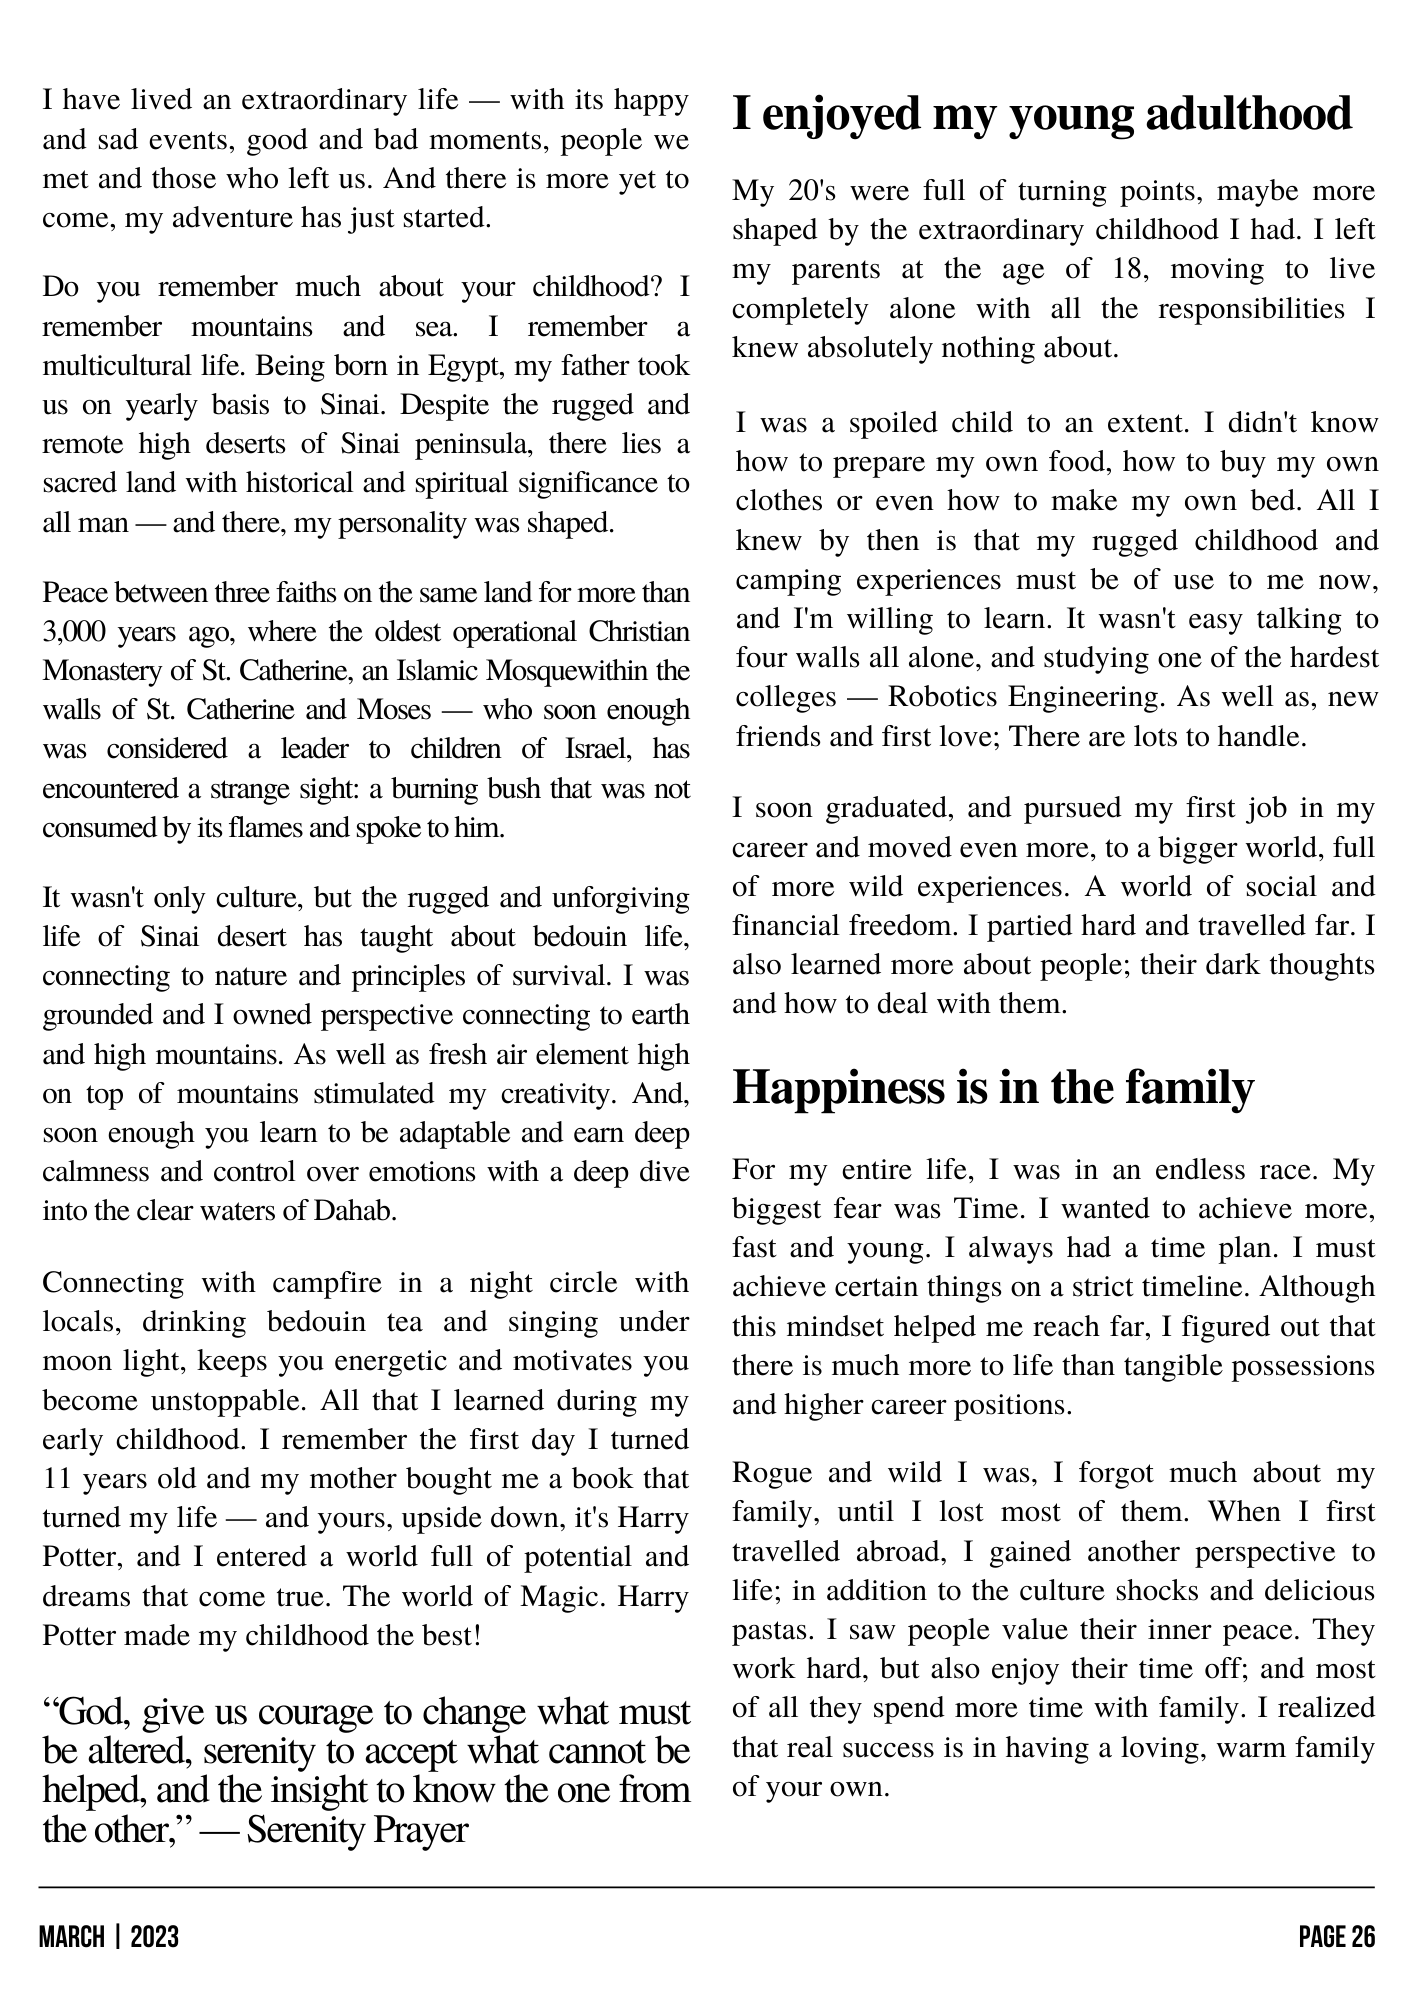 I have lived an extraordinary life — with its happy
and sad events, good and bad moments, people we
met and those who left us. And there is more yet to
come, my adventure has just started.
Do you remember much about your childhood? I
remember mountains and sea. I remember a
multicultural life. Being born in Egypt, my father took
us on yearly basis to Sinai. Despite the rugged and
remote high deserts of Sinai peninsula, there lies a
sacred land with historical and spiritual significance to
all man — and there, my personality was shaped.
Peace between three faiths on the same land for more than
3,000 years ago, where the oldest operational Christian
Monastery of St. Catherine, an Islamic Mosquewithin the
walls of St. Catherine and Moses — who soon enough
was considered a leader to children of Israel, has
encountered a strange sight: a burning bush that was not
consumed by its flames and spoke to him.
It wasn't only culture, but the rugged and unforgiving
life of Sinai desert has taught about bedouin life,
connecting to nature and principles of survival. I was
grounded and I owned perspective connecting to earth
and high mountains. As well as fresh air element high
on top of mountains stimulated my creativity. And,
soon enough you learn to be adaptable and earn deep
calmness and control over emotions with a deep dive
into the clear waters of Dahab.
Connecting with campfire in a night circle with
locals, drinking bedouin tea and singing under
moon light, keeps you energetic and motivates you
become unstoppable. All that I learned during my
early childhood. I remember the first day I turned
11 years old and my mother bought me a book that
turned my life — and yours, upside down, it's Harry
Potter, and I entered a world full of potential and
dreams that come true. The world of Magic. Harry
Potter made my childhood the best!
“God, give us courage to change what must
be altered, serenity to accept what cannot be
helped, and the insight to know the one from
the other,” — Serenity Prayer
I enjoyed my young adulthood
My 20's were full of turning points, maybe more
shaped by the extraordinary childhood I had. I left
my parents at the age of 18, moving to live
completely alone with all the responsibilities I
knew absolutely nothing about.
I was a spoiled child to an extent. I didn't know
how to prepare my own food, how to buy my own
clothes or even how to make my own bed. All I
knew by then is that my rugged childhood and
camping experiences must be of use to me now,
and I'm willing to learn. It wasn't easy talking to
four walls all alone, and studying one of the hardest
colleges — Robotics Engineering. As well as, new
friends and first love; There are lots to handle.
I soon graduated, and pursued my first job in my
career and moved even more, to a bigger world, full
of more wild experiences. A world of social and
financial freedom. I partied hard and travelled far. I
also learned more about people; their dark thoughts
and how to deal with them.
Happiness is in the family
For my entire life, I was in an endless race. My
biggest fear was Time. I wanted to achieve more,
fast and young. I always had a time plan. I must
achieve certain things on a strict timeline. Although
this mindset helped me reach far, I figured out that
there is much more to life than tangible possessions
and higher career positions.
Rogue and wild I was, I forgot much about my
family, until I lost most of them. When I first
travelled abroad, I gained another perspective to
life; in addition to the culture shocks and delicious
pastas. I saw people value their inner peace. They
work hard, but also enjoy their time off; and most
of all they spend more time with family. I realized
that real success is in having a loving, warm family
of your own.
MARCH | 2023
PAGE 26